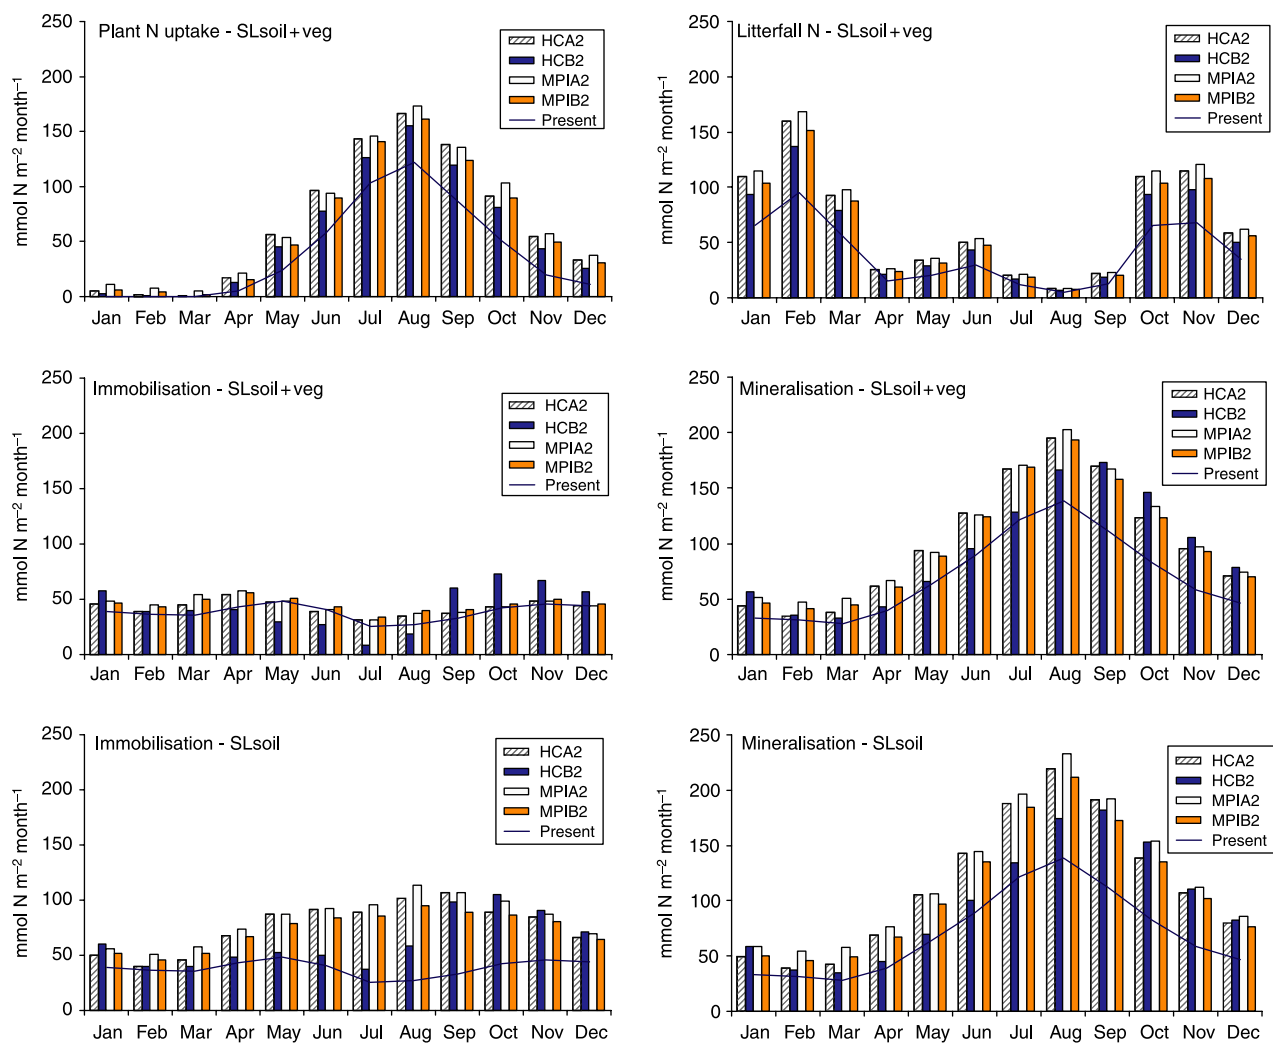 Plant N uptake - SLsoil+veg
mmol N m⁻² month⁻¹
250
200
150
100
50
0
HCA2
HCB2
MPIA2
MPIB2
Present
Jan Feb Mar Apr May Jun Jul Aug Sep Oct Nov Dec
Litterfall N - SLsoil+veg
mmol N m⁻² month⁻¹
250
200
150
100
50
0
HCA2
HCB2
MPIA2
MPIB2
Present
Jan Feb Mar Apr May Jun Jul Aug Sep Oct Nov Dec
Immobilisation - SLsoil+veg
mmol N m⁻² month⁻¹
250
200
150
100
50
0
HCA2
HCB2
MPIA2
MPIB2
Present
Jan Feb Mar Apr May Jun Jul Aug Sep Oct Nov Dec
Mineralisation - SLsoil+veg
mmol N m⁻² month⁻¹
250
200
150
100
50
0
HCA2
HCB2
MPIA2
MPIB2
Present
Jan Feb Mar Apr May Jun Jul Aug Sep Oct Nov Dec
Immobilisation - SLsoil
mmol N m⁻² month⁻¹
250
200
150
100
50
0
HCA2
HCB2
MPIA2
MPIB2
Present
Jan Feb Mar Apr May Jun Jul Aug Sep Oct Nov Dec
Mineralisation - SLsoil
mmol N m⁻² month⁻¹
250
200
150
100
50
0
HCA2
HCB2
MPIA2
MPIB2
Present
Jan Feb Mar Apr May Jun Jul Aug Sep Oct Nov Dec